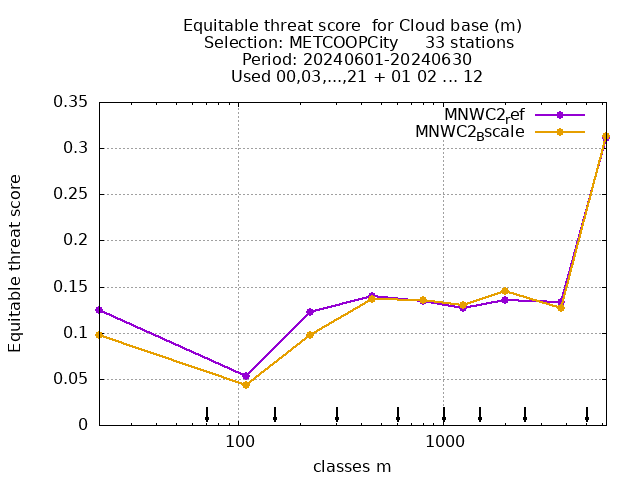 Equitable threat score  for Cloud base (m)
Selection: METCOOPCity     33 stations
Period: 20240601-20240630
Used 00,03,...,21 + 01 02 ... 12
MNWC2_ref
MNWC2_Bscale
0.35
0.3
0.25
0.2
0.15
0.1
0.05
0
Equitable threat score
100
1000
classes m